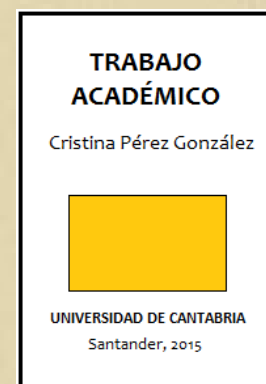 TRABAJO
ACADÉMICO
Cristina Pérez González
UNIVERSIDAD DE CANTABRIA
Santander, 2015